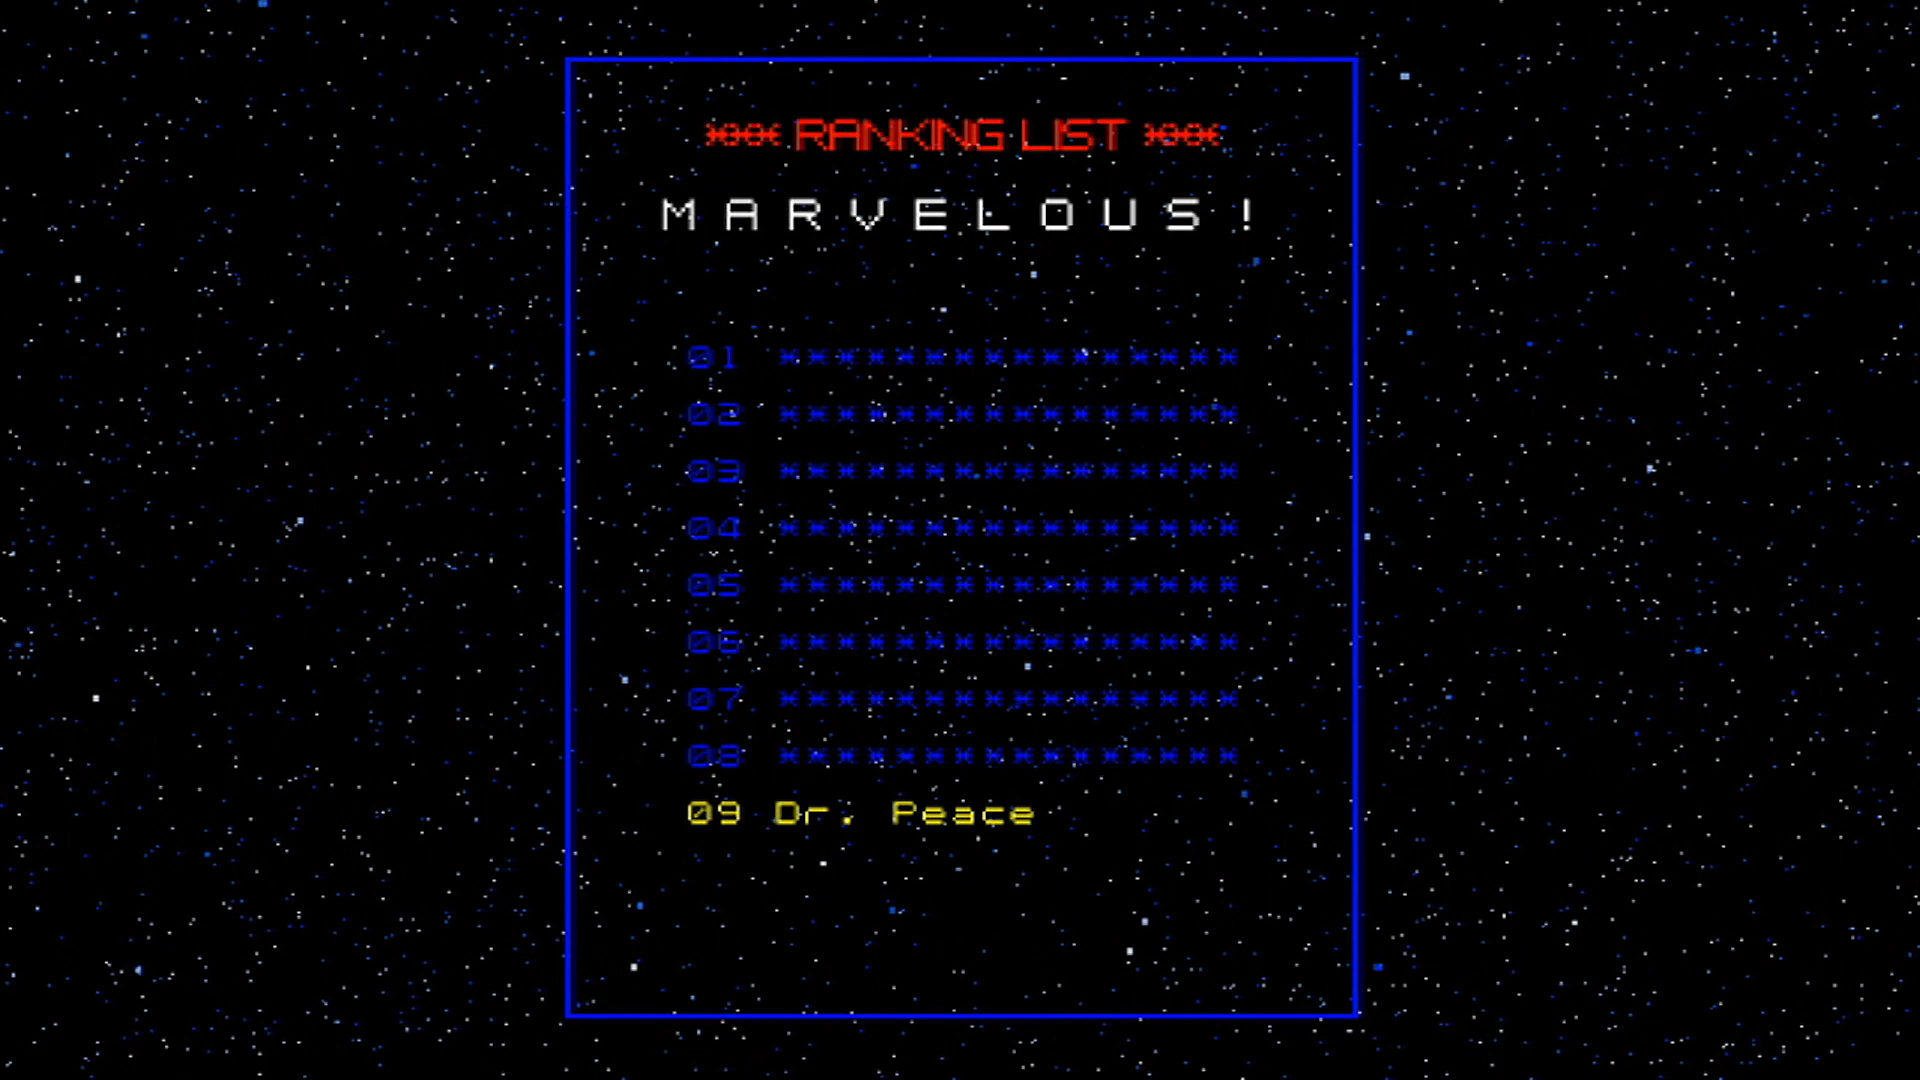 *** RANKING LIST ***
MARVELOUS!
01 ****************
02 ****************
03 ****************
04 ****************
05 ****************
06 ****************
07 ****************
08 ****************
09 Dr. Peace